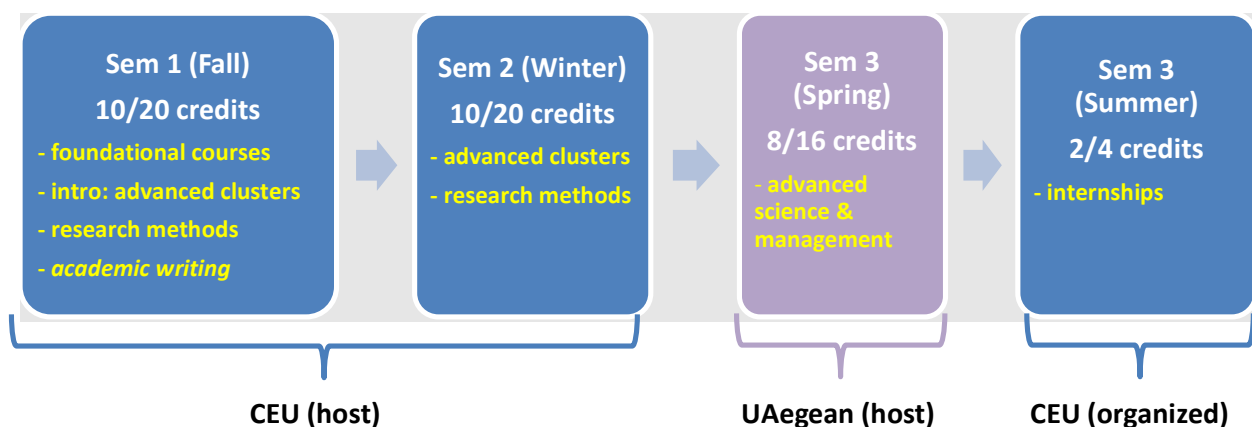 Sem 1 (Fall)
10/20 credits
- foundational courses
- intro: advanced clusters
- research methods
- academic writing
Sem 2 (Winter)
10/20 credits
- advanced clusters
- research methods
Sem 3
(Spring)
8/16 credits
- advanced
science &
management
Sem 3
(Summer)
2/4 credits
- internships
CEU (host)
UAegean (host)
CEU (organized)